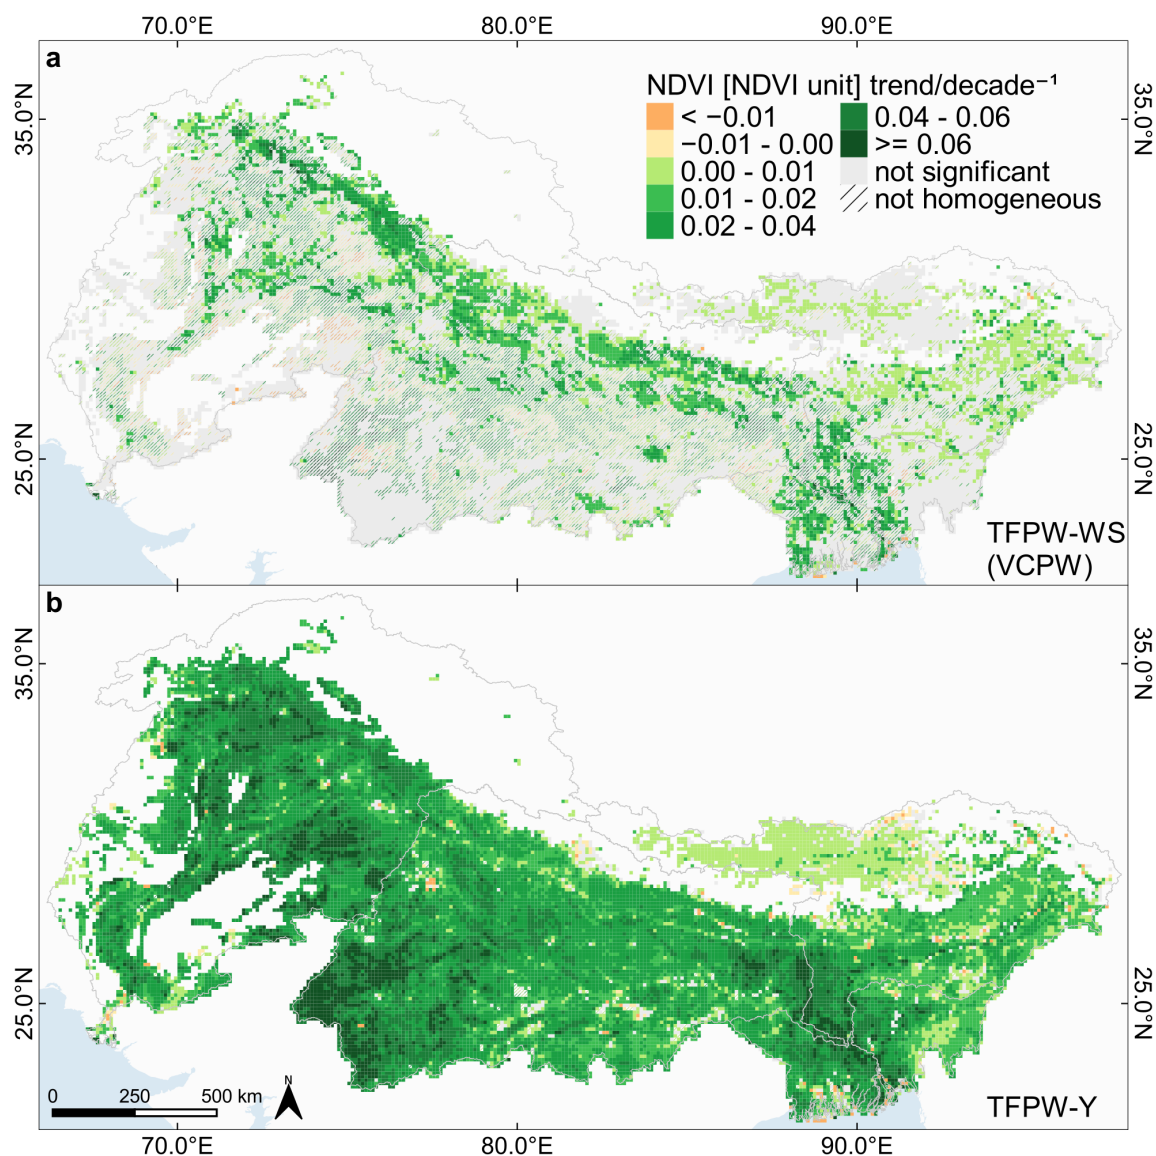 70.0°E 80.0°E 90.0°E
a
35.0°N 35.0°N
NDVI [NDVI unit] trend/decade⁻¹
< −0.01 0.04 - 0.06
−0.01 - 0.00 >= 0.06
0.00 - 0.01 not significant
0.01 - 0.02 not homogeneous
0.02 - 0.04
25.0°N 25.0°N
TFPW-WS
(VCPW)
b
35.0°N 35.0°N
25.0°N 25.0°N
N
0 250 500 km
TFPW-Y
70.0°E 80.0°E 90.0°E